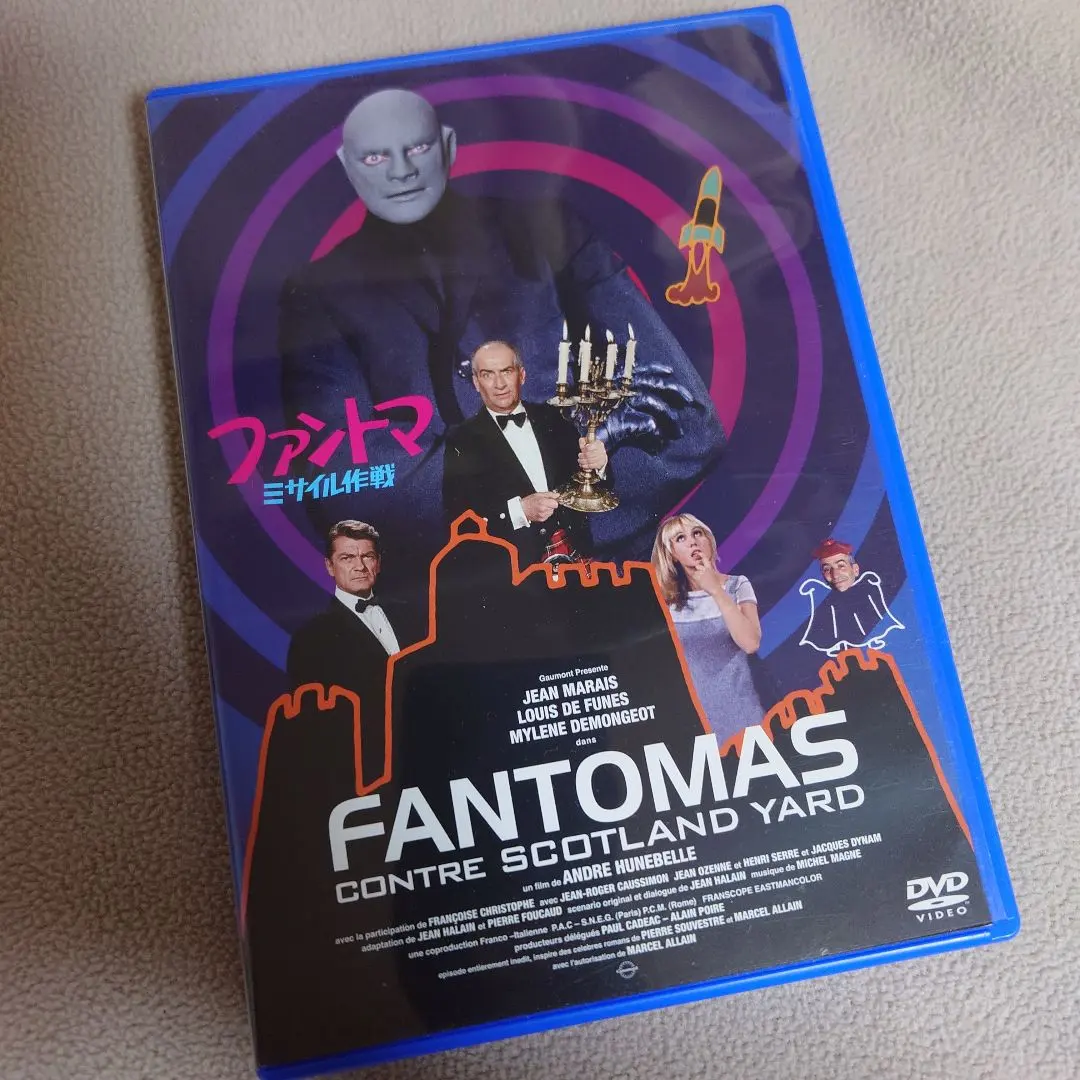 ファントマ
ミサイル作戦
Gaumont Presente
JEAN MARAIS
LOUIS DE FUNES
MYLENE DEMONGEOT
dans
FANTOMAS
CONTRE SCOTLAND YARD
un film de ANDRE HUNEBELLE
avec la participation de FRANÇOISE CHRISTOPHE avec JEAN-ROGER CAUSSIMON JEAN OZENNE et HENRI SERRE et JACQUES DYNAM
adaptation de JEAN HALAIN et PIERRE FOUCAUD scenario original et dialogue de JEAN HALAIN musique de MICHEL MAGNE
une coproduction Franco –Italienne P.A.C – S.N.E.G. (Paris) P.C.M. (Rome) FRANSCOPE EASTMANCOLOR
producteurs délégués PAUL CADEAC – ALAIN POIRE
episode entierement inedit, inspire des celebres romans de PIERRE SOUVESTRE et MARCEL ALLAIN
avec l'autorisation de MARCEL ALLAIN
DVD
VIDEO